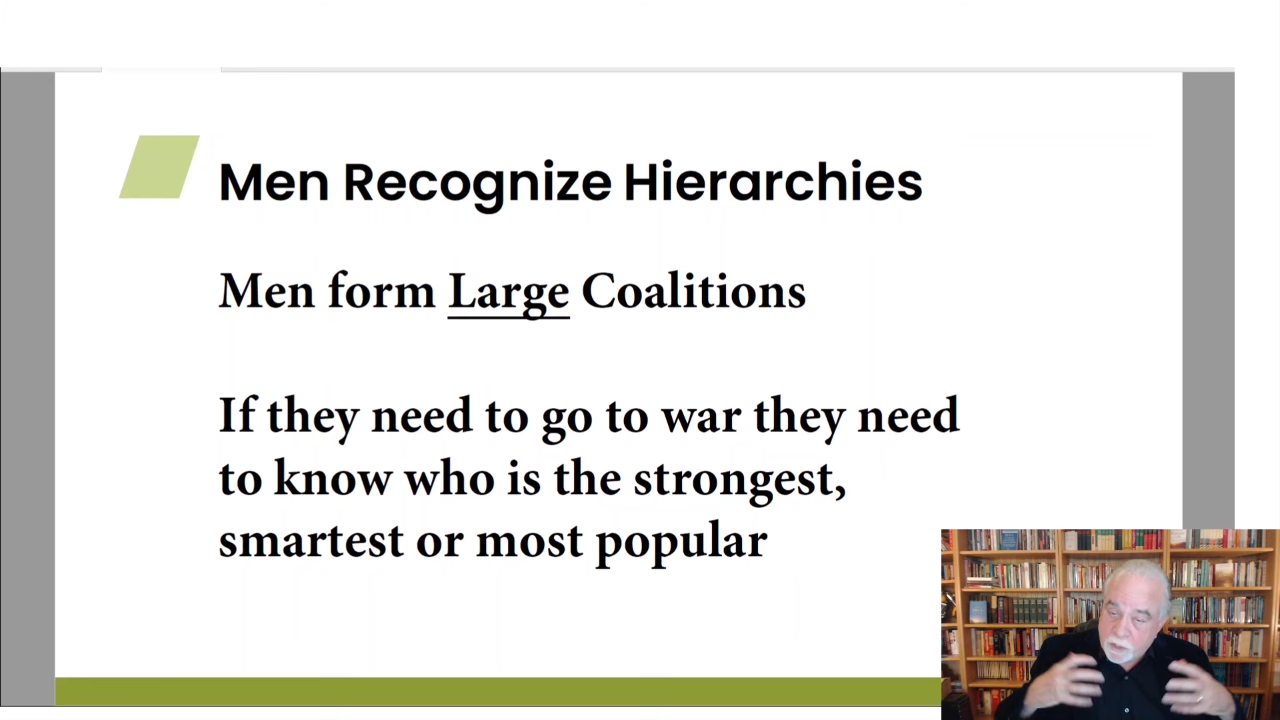 Men Recognize Hierarchies
Men form Large Coalitions
If they need to go to war they need
to know who is the strongest,
smartest or most popular